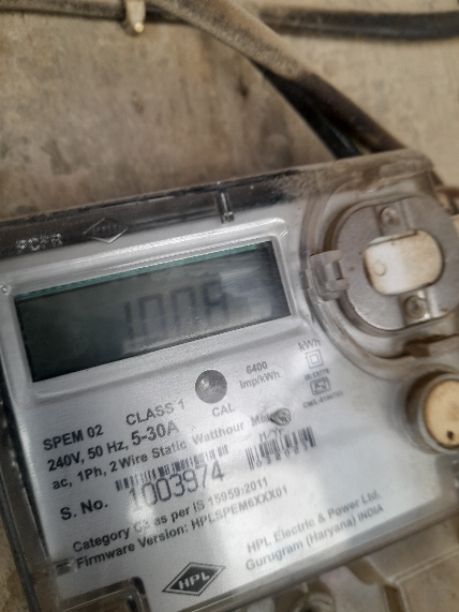 HPL
kWh
6400
Imp/kWh
CAL
SPEM 02 CLASS 1
240V, 50 Hz, 5-30A
ac, 1Ph, 2 Wire Static Watthour
S. No. 1003974
Category C2 as per IS 15959:2011
Firmware Version: HPLSPEM6XXX01
HPL Electric & Power Ltd.
Gurugram (Haryana) INDIA
HPL